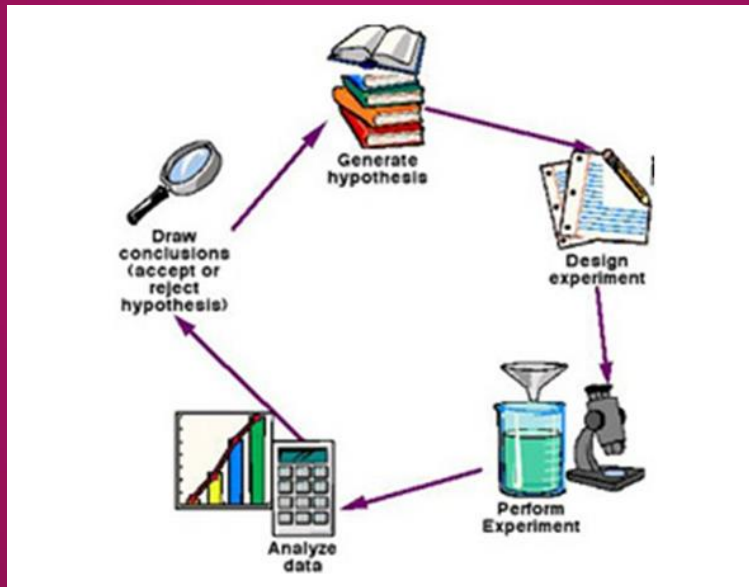 Generate
hypothesis
Design
experiment
Perform
Experiment
Analyze
data
Draw
conclusions
(accept or
reject
hypothesis)